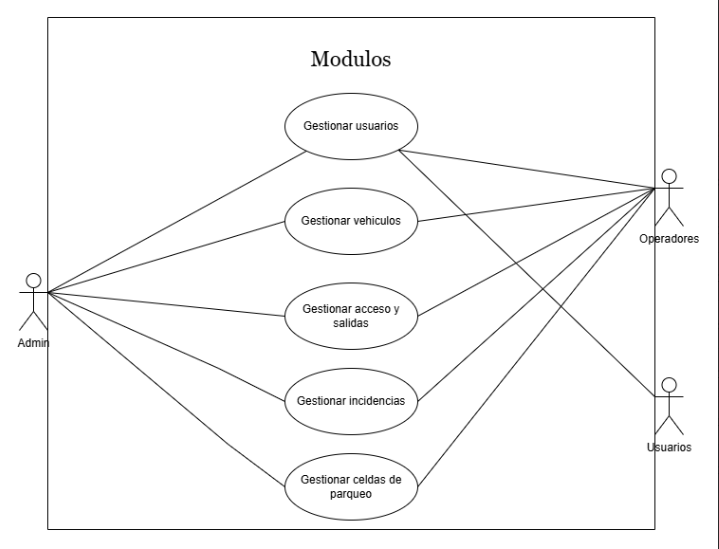 Modulos
Gestionar usuarios
Gestionar vehiculos
Operadores
Gestionar acceso y
salidas
Admin
Gestionar incidencias
Usuarios
Gestionar celdas de
parqueo